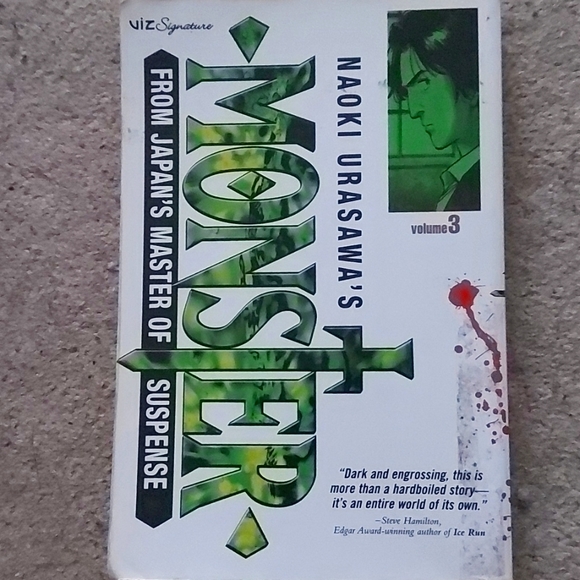 VIZ Signature
NAOKI URASAWA'S
MONSTER
FROM JAPAN'S MASTER OF SUSPENSE
volume3
"Dark and engrossing, this is
more than a hardboiled story—
it's an entire world of its own."
—Steve Hamilton,
Edgar Award-winning author of Ice Run